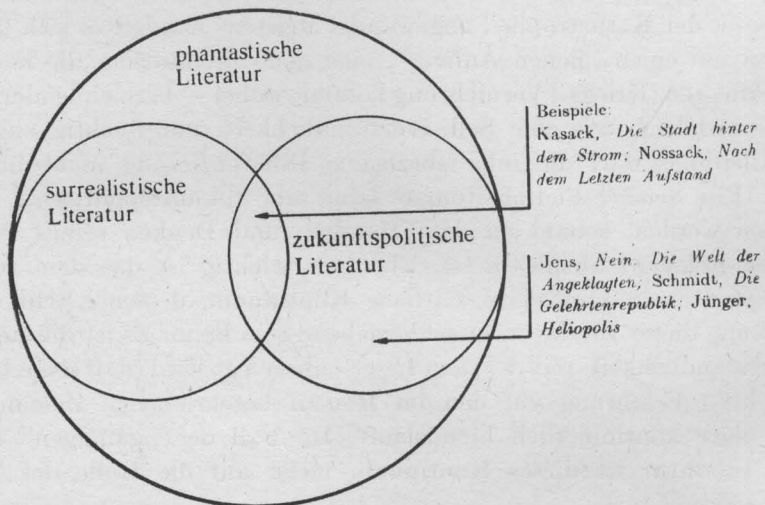 phantastische
Literatur
Beispiele:
Kasack, Die Stadt hinter
dem Strom; Nossack, Nach
dem Letzten Aufstand
surrealistische
Literatur
zukunftspolitische
Literatur
Jens, Nein. Die Welt der
Angeklagten; Schmidt, Die
Gelehrtenrepublik; Jünger,
Heliopolis